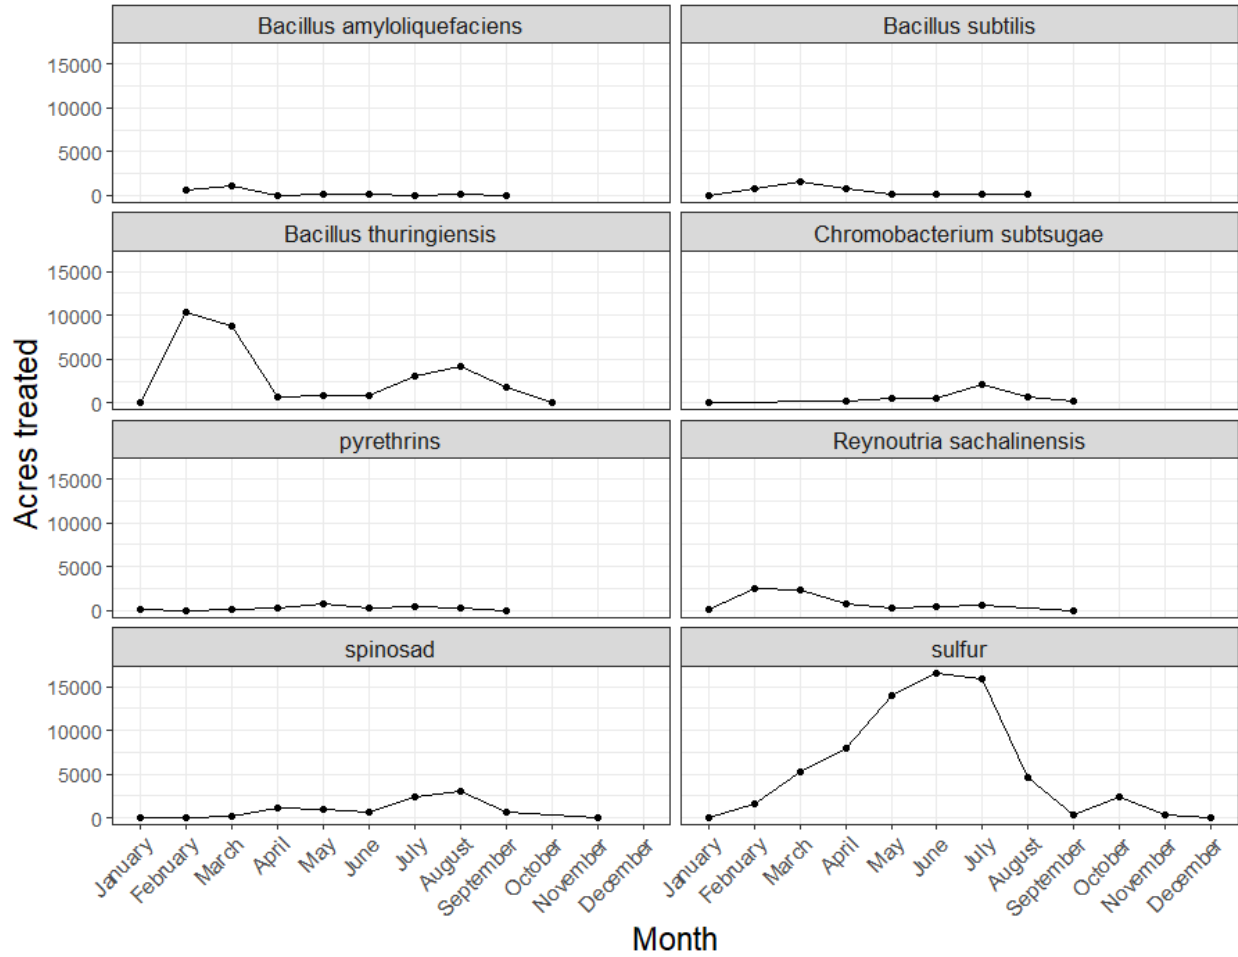 Bacillus amyloliquefaciens
Bacillus subtilis
15000
10000
5000
0
Bacillus thuringiensis
Chromobacterium subtsugae
15000
10000
5000
0
pyrethrins
Reynoutria sachalinensis
15000
10000
5000
0
spinosad
sulfur
15000
10000
5000
0
Acres treated
January
February
March
April
May
June
July
August
September
October
November
December
January
February
March
April
May
June
July
August
September
October
November
December
Month